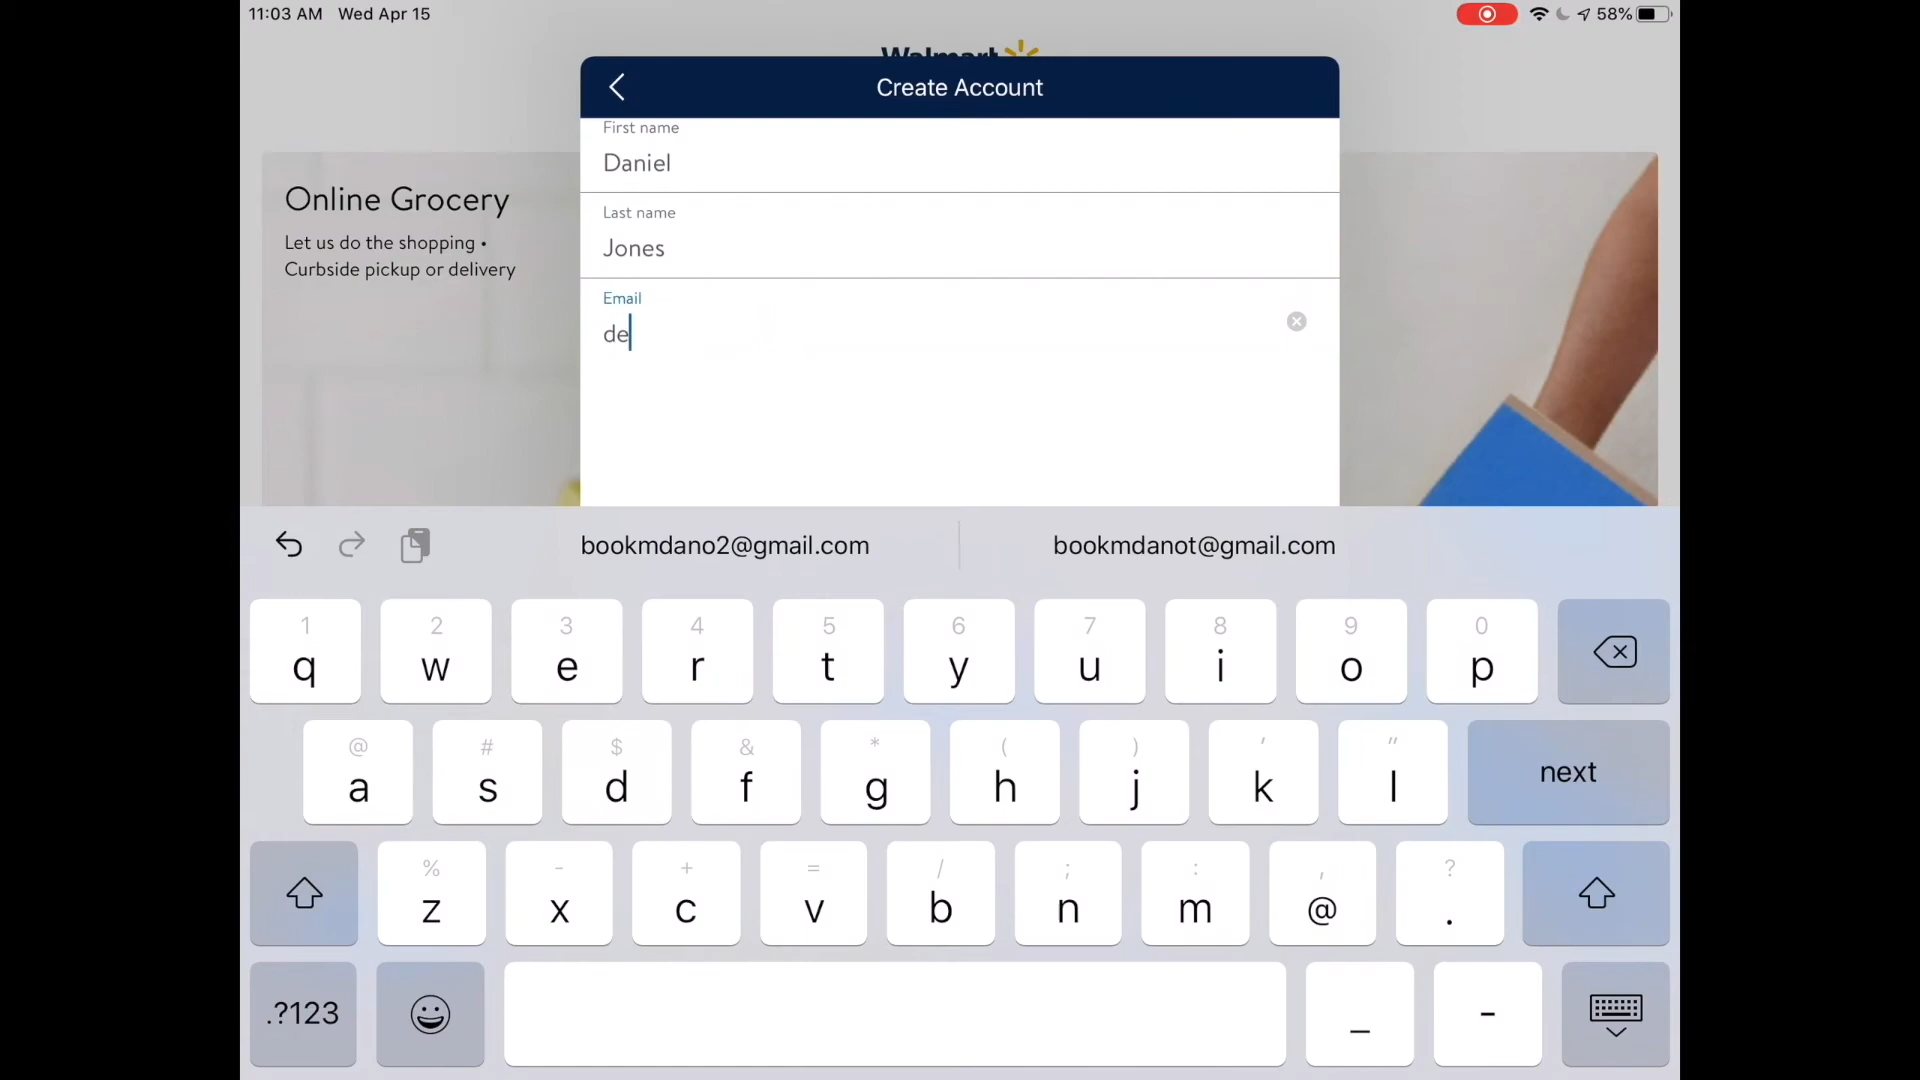 11:03 AM Wed Apr 15
58%
Walmart
Create Account
First name
Daniel
Last name
Jones
Email
de
Online Grocery
Let us do the shopping •
Curbside pickup or delivery
bookmdano2@gmail.com bookmdanot@gmail.com
1 2 3 4 5 6 7 8 9 0
q w e r t y u i o p
@ # $ & * ( ) ' "
a s d f g h j k l next
% - + = / ; : , ?
z x c v b n m @ .
.?123 _ -